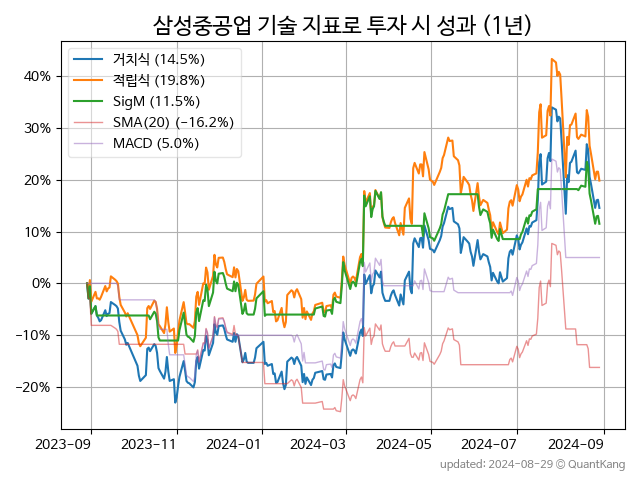 삼성중공업 기술 지표로 투자 시 성과 (1년)
거치식 (14.5%)
적립식 (19.8%)
SigM (11.5%)
SMA(20) (−16.2%)
MACD (5.0%)
40%
30%
20%
10%
0%
−10%
−20%
2023-09 2023-11 2024-01 2024-03 2024-05 2024-07 2024-09
updated: 2024-08-29 © QuantKang